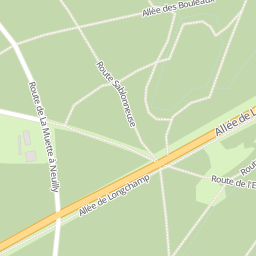 Allée des Bouleaux
Route Sablonneuse
Route de La Muette à Neuilly
Allée de
Allée de Longchamp
Route de